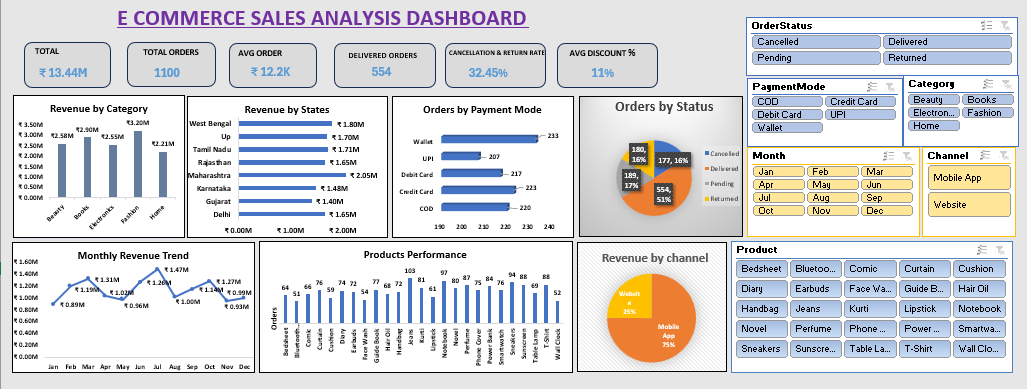 E COMMERCE SALES ANALYSIS DASHBOARD
TOTAL
₹ 13.44M
TOTAL ORDERS
1100
AVG ORDER
₹ 12.2K
DELIVERED ORDERS
554
CANCELLATION & RETURN RATE
32.45%
AVG DISCOUNT %
11%
OrderStatus
Cancelled
Delivered
Pending
Returned
PaymentMode
COD
Credit Card
Debit Card
UPI
Wallet
Category
Beauty
Books
Electron...
Fashion
Home
Month
Jan
Feb
Mar
Apr
May
Jun
Jul
Aug
Sep
Oct
Nov
Dec
Channel
Mobile App
Website
Revenue by Category
₹ 3.50M
₹ 3.00M
₹ 2.50M
₹ 2.00M
₹ 1.50M
₹ 1.00M
₹ 0.50M
₹ 0.00M
₹2.58M
₹2.90M
₹2.55M
₹3.20M
₹2.21M
Beauty
Books
Electronics
Fashion
Home
Revenue by States
West Bengal
₹ 1.80M
Up
₹ 1.70M
Tamil Nadu
₹ 1.71M
Rajasthan
₹ 1.65M
Maharashtra
₹ 2.05M
Karnataka
₹ 1.48M
Gujarat
₹ 1.40M
Delhi
₹ 1.65M
₹ 0.00M
₹ 1.00M
₹ 2.00M
Orders by Payment Mode
Wallet
233
UPI
207
Debit Card
217
Credit Card
223
COD
220
190
200
210
220
230
240
Orders by Status
180, 16%
177, 16%
189, 17%
554, 51%
Cancelled
Delivered
Pending
Returned
Monthly Revenue Trend
₹ 1.60M
₹ 1.40M
₹ 1.20M
₹ 1.00M
₹ 0.80M
₹ 0.60M
₹ 0.40M
₹ 0.20M
₹ 0.00M
₹ 0.89M
₹ 1.19M
₹ 1.31M
₹ 1.02M
₹ 0.96M
₹ 1.26M
₹ 1.47M
₹ 1.00M
₹ 1.14M
₹ 1.27M
₹ 0.93M
₹ 0.99M
Jan
Feb
Mar
Apr
May
Jun
Jul
Aug
Sep
Oct
Nov
Dec
Products Performance
Orders
64
51
66
76
59
74
72
54
77
68
72
103
81
61
97
80
87
75
84
76
94
88
72
88
52
Bedsheet
Bluetooth...
Comic
Curtain
Cushion
Diary
Earbuds
Face Wash
Guide Book
Hair Oil
Handbag
Jeans
Kurti
Lipstick
Notebook
Novel
Perfume
Phone Cover
Power Bank
Smartwatch
Sneakers
Sunscreen
Table Lamp
T-Shirt
Wall Clock
Revenue by channel
Website
25%
Mobile App
75%
Product
Bedsheet
Bluetoo...
Comic
Curtain
Cushion
Diary
Earbuds
Face Wa...
Guide B...
Hair Oil
Handbag
Jeans
Kurti
Lipstick
Notebook
Novel
Perfume
Phone ...
Power ...
Smartwa...
Sneakers
Sunscre...
Table La...
T-Shirt
Wall Clo...